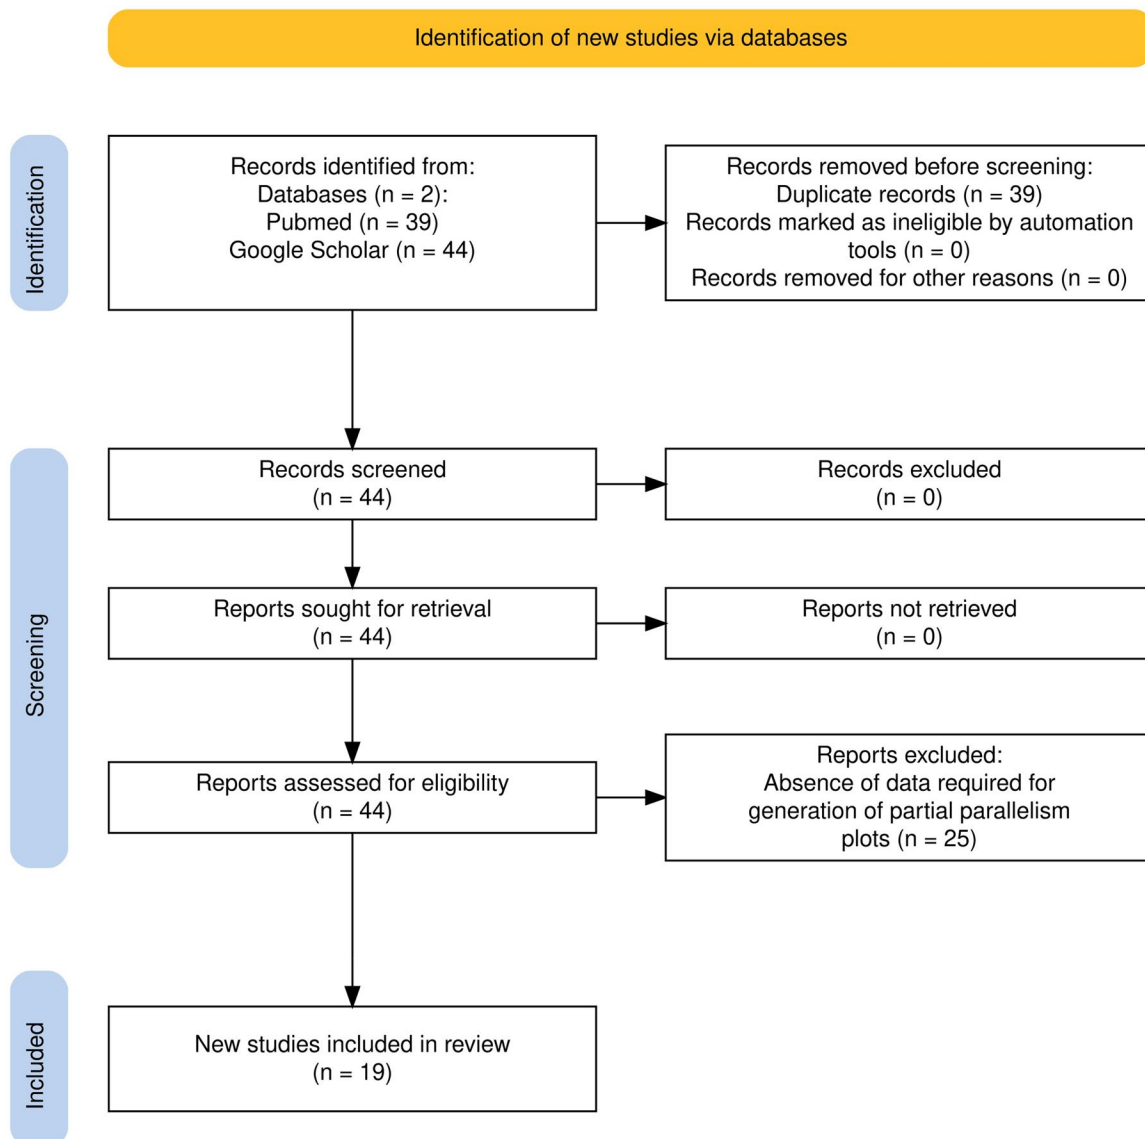 Identification of new studies via databases
Identification
Records identified from:
Databases (n = 2):
Pubmed (n = 39)
Google Scholar (n = 44)
Records removed before screening:
Duplicate records (n = 39)
Records marked as ineligible by automation
tools (n = 0)
Records removed for other reasons (n = 0)
Screening
Records screened
(n = 44)
Records excluded
(n = 0)
Reports sought for retrieval
(n = 44)
Reports not retrieved
(n = 0)
Reports assessed for eligibility
(n = 44)
Reports excluded:
Absence of data required for
generation of partial parallelism
plots (n = 25)
Included
New studies included in review
(n = 19)